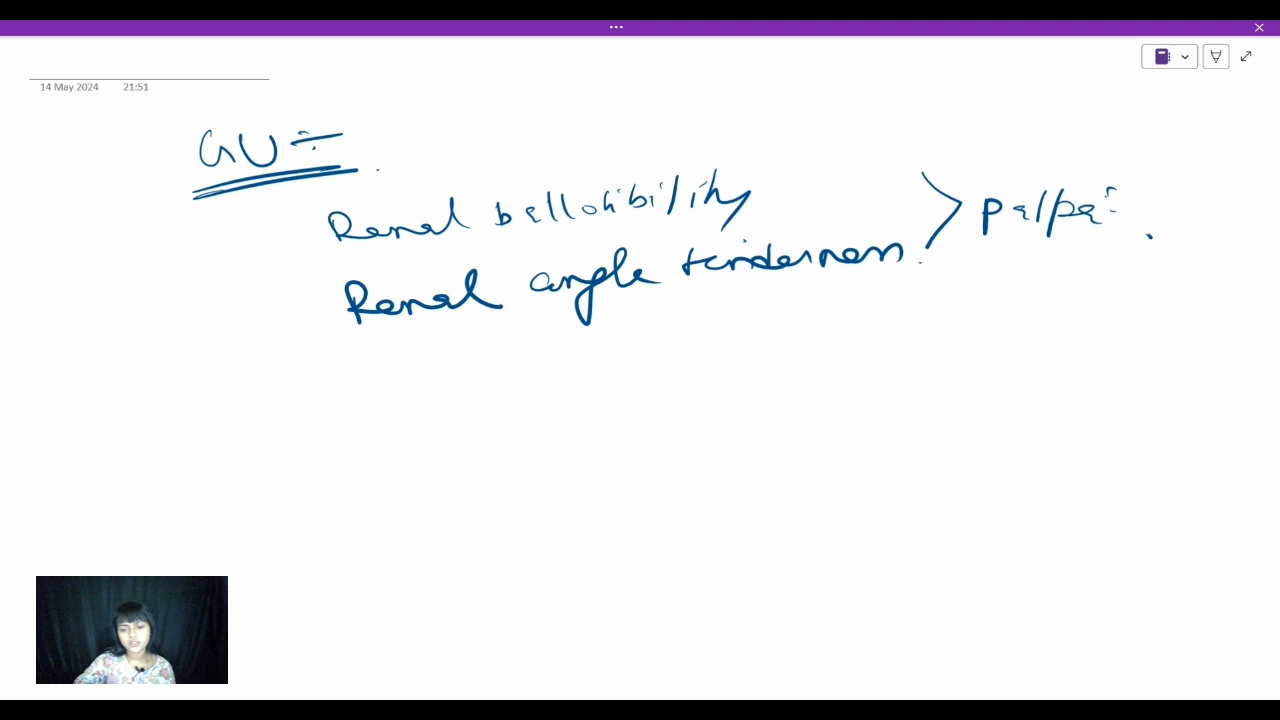 14 May 2024 21:51
GU÷
Renal ballotibility
Renal angle tenderness. > palpa: